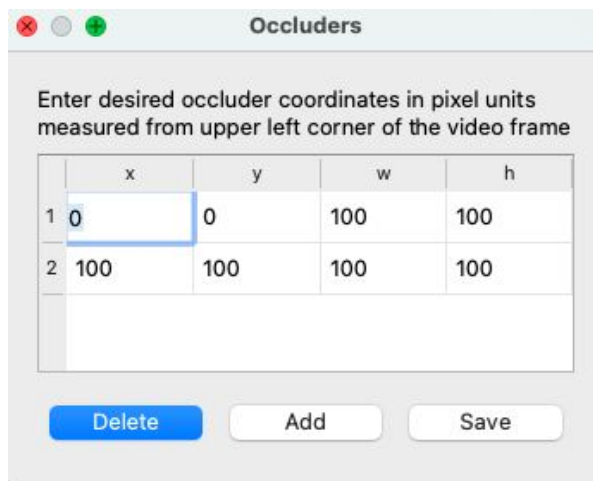 Occluders
Enter desired occluder coordinates in pixel units
measured from upper left corner of the video frame
x y w h
1 0 0 100 100
2 100 100 100 100
Delete Add Save